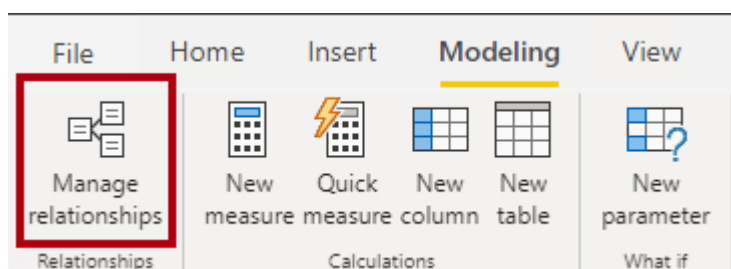 File Home Insert Modeling View
Manage New Quick New New New
relationships measure measure column table parameter
Relationships Calculations What if